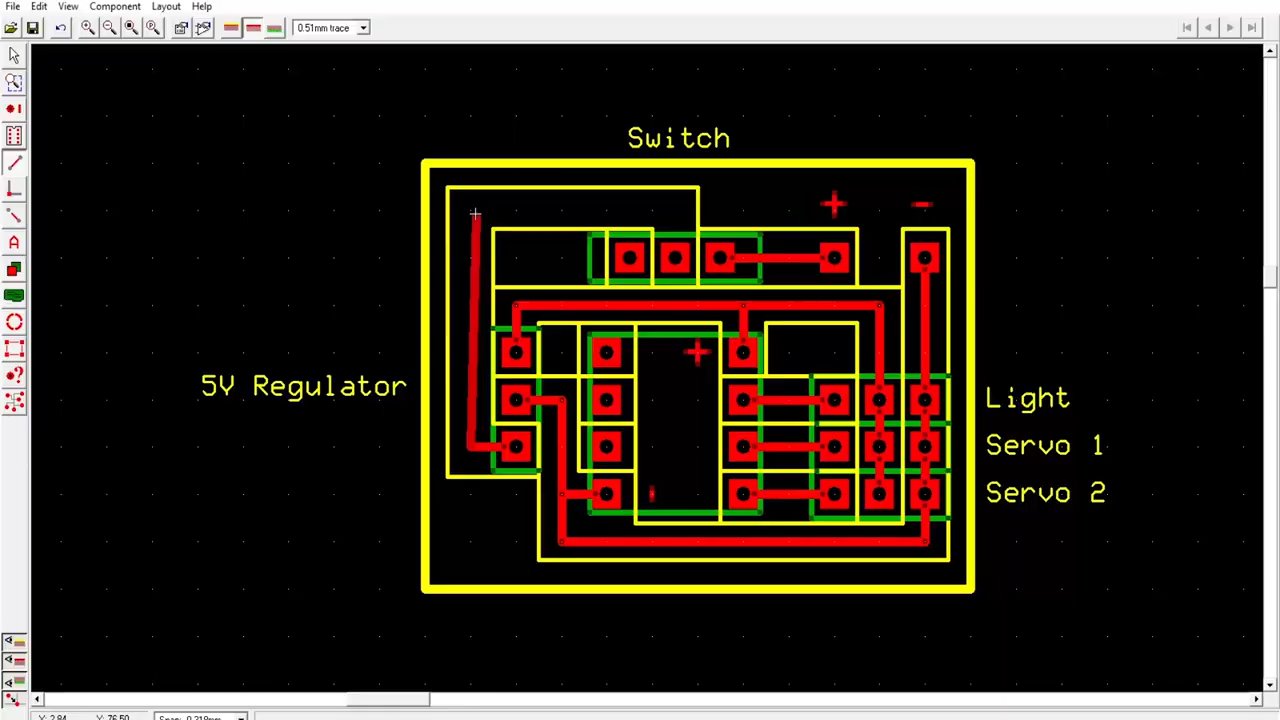 File Edit View Component Layout Help
0.51mm trace
Switch
+ -
+
5V Regulator
Light
Servo 1
Servo 2